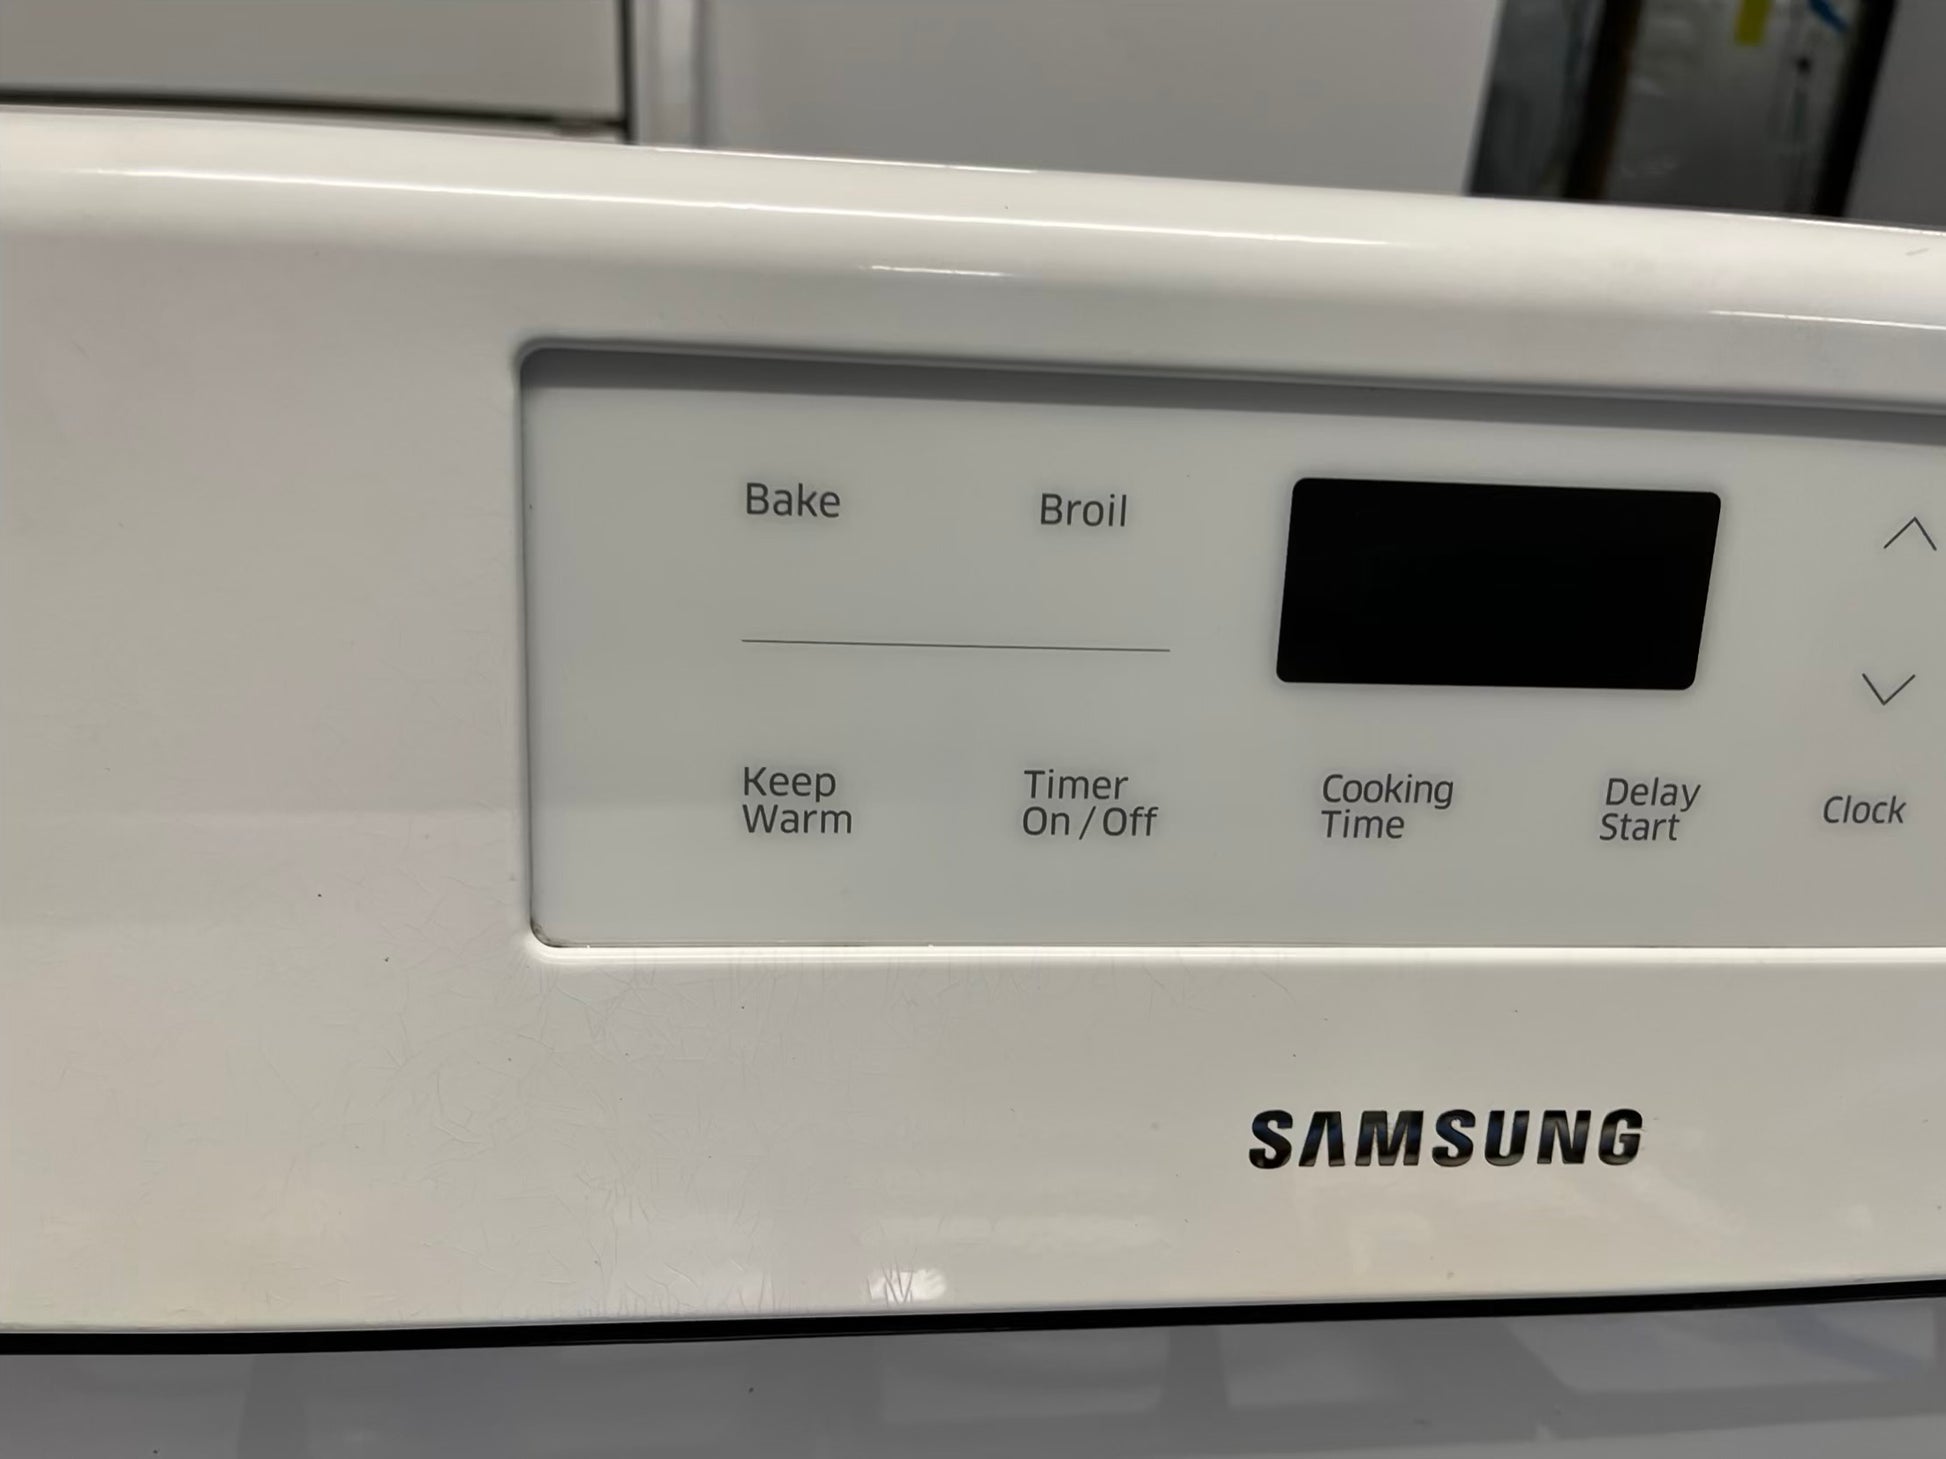 Bake
Broil
Keep
Warm
Timer
On / Off
Cooking
Time
Delay
Start
Clock
SAMSUNG